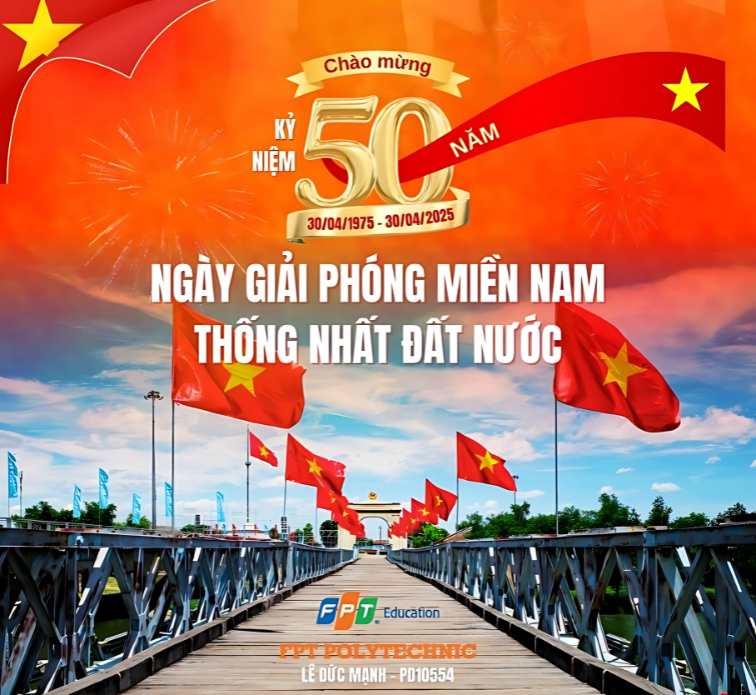 Chào mừng
KỶ
NIỆM
50
NĂM
30/04/1975 - 30/04/2025
NGÀY GIẢI PHÓNG MIỀN NAM
THỐNG NHẤT ĐẤT NƯỚC
FPT Education
FPT POLYTECHNIC
LÊ ĐỨC MẠNH - PD10554